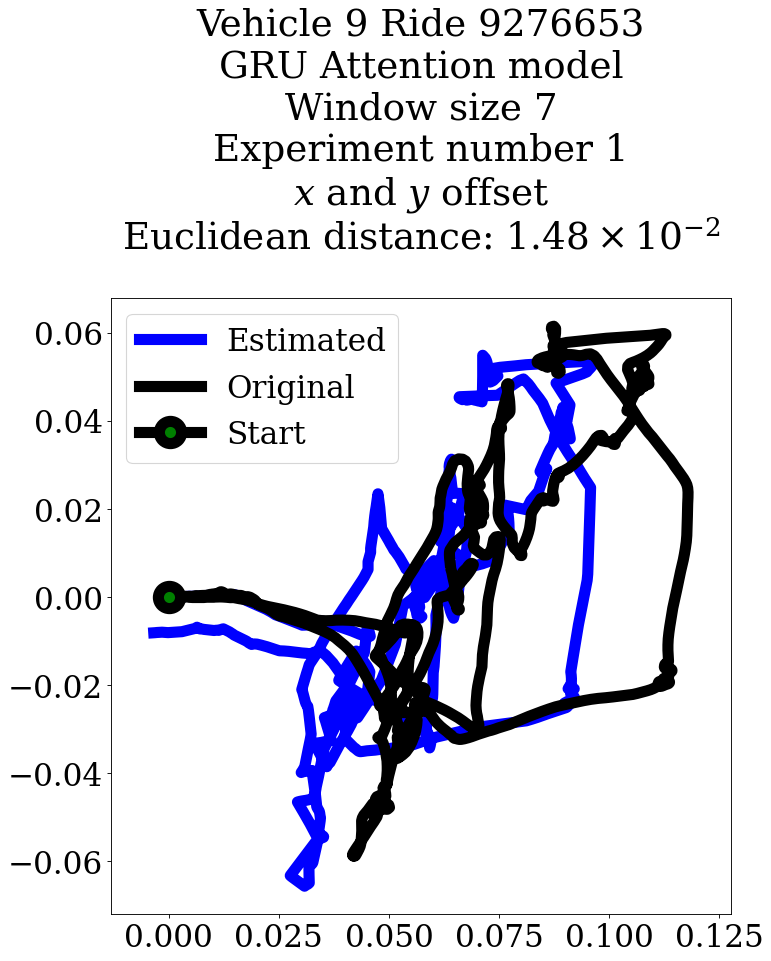 Vehicle 9 Ride 9276653
GRU Attention model
Window size 7
Experiment number 1
x and y offset
Euclidean distance: 1.48 × 10⁻²
Estimated
Original
Start
0.06
0.04
0.02
0.00
−0.02
−0.04
−0.06
0.000 0.025 0.050 0.075 0.100 0.125